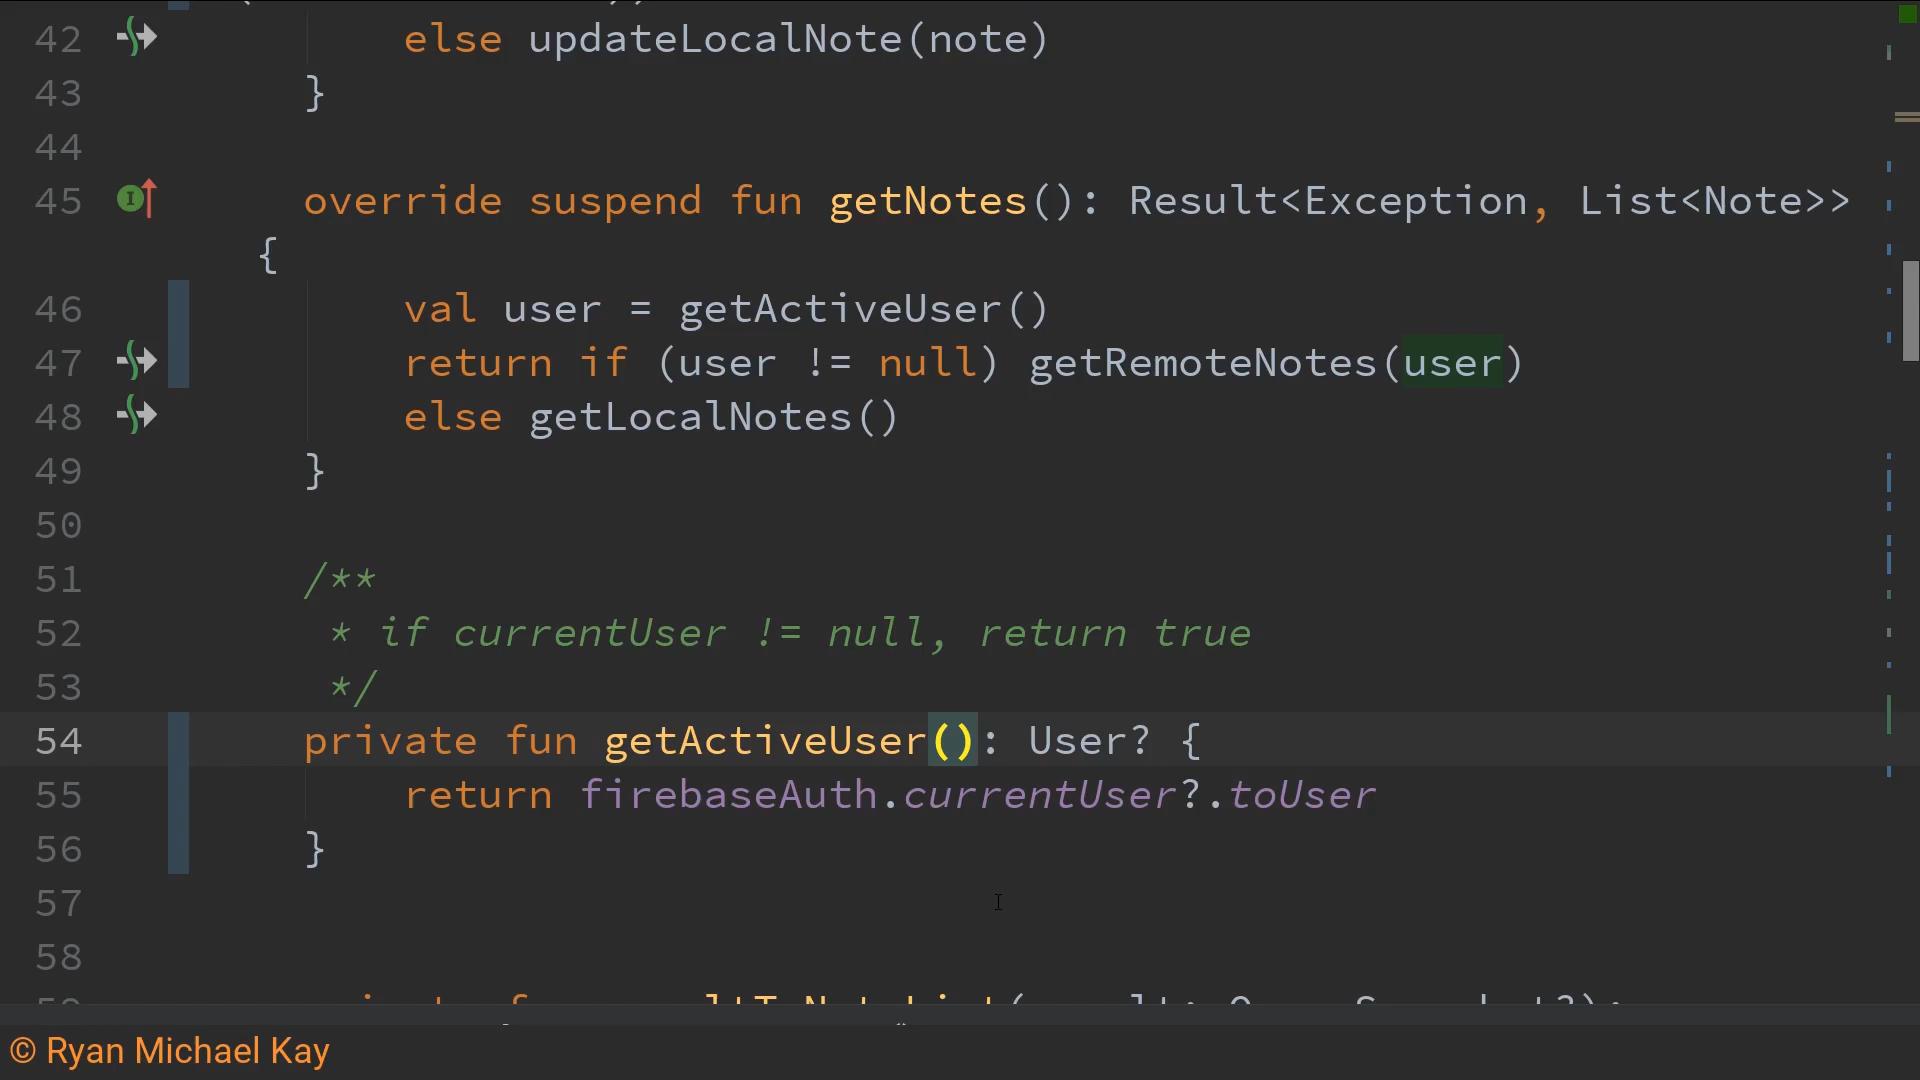 42 else updateLocalNote(note)
43 }
44
45 override suspend fun getNotes(): Result<Exception, List<Note>>
{
46 val user = getActiveUser()
47 return if (user != null) getRemoteNotes(user)
48 else getLocalNotes()
49 }
50
51 /**
52 * if currentUser != null, return true
53 */
54 private fun getActiveUser(): User? {
55 return firebaseAuth.currentUser?.toUser
56 }
57
58
© Ryan Michael Kay